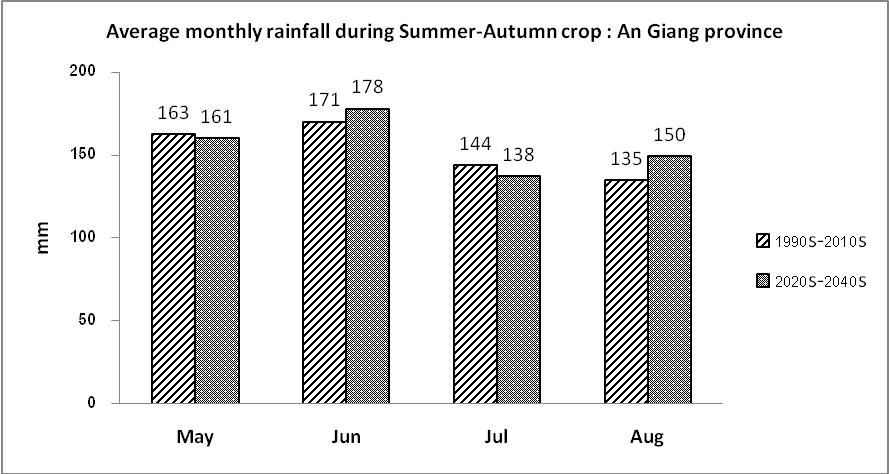 Average monthly rainfall during Summer-Autumn crop : An Giang province
200
150
100
50
0
mm
163
161
171
178
144
138
135
150
May
Jun
Jul
Aug
1990S-2010S
2020S-2040S